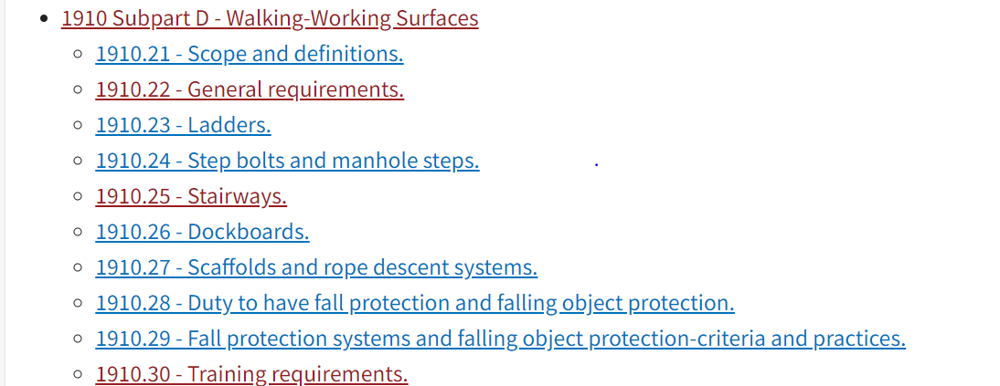 1910 Subpart D - Walking-Working Surfaces
1910.21 - Scope and definitions.
1910.22 - General requirements.
1910.23 - Ladders.
1910.24 - Step bolts and manhole steps.
1910.25 - Stairways.
1910.26 - Dockboards.
1910.27 - Scaffolds and rope descent systems.
1910.28 - Duty to have fall protection and falling object protection.
1910.29 - Fall protection systems and falling object protection-criteria and practices.
1910.30 - Training requirements.